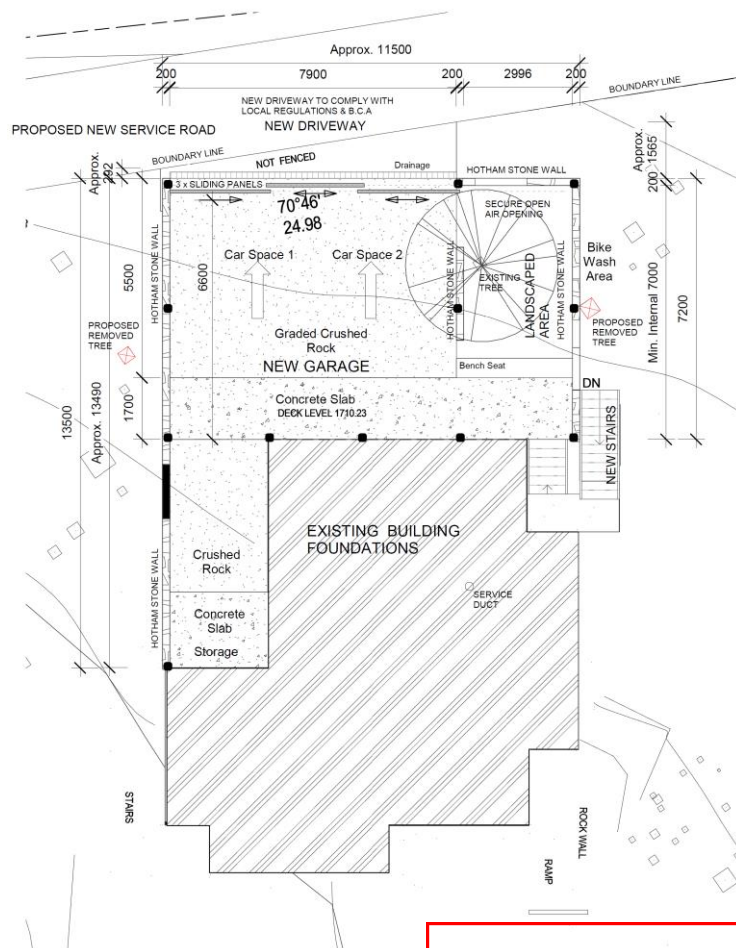 Approx. 11500
200 7900 200 2996 200
BOUNDARY LINE
NEW DRIVEWAY TO COMPLY WITH
LOCAL REGULATIONS & B.C.A
NEW DRIVEWAY
PROPOSED NEW SERVICE ROAD
BOUNDARY LINE
NOT FENCED
Drainage
HOTHAM STONE WALL
Approx.
292
Approx.
200 1565
3 x SLIDING PANELS
70°46'
24.98
SECURE OPEN
AIR OPENING
Car Space 1
Car Space 2
EXISTING
TREE
LANDSCAPED
AREA
HOTHAM STONE WALL
HOTHAM STONE WALL
HOTHAM STONE WALL
Bike
Wash
Area
5500
6600
Min. Internal 7000
7200
PROPOSED
REMOVED
TREE
PROPOSED
REMOVED
TREE
Graded Crushed
Rock
NEW GARAGE
Bench Seat
Concrete Slab
DECK LEVEL 1710.23
DN
NEW STAIRS
1700
13500
Approx. 13490
EXISTING BUILDING
FOUNDATIONS
Crushed
Rock
HOTHAM STONE WALL
SERVICE
DUCT
Concrete
Slab
Storage
STAIRS
ROCK WALL
RAMP